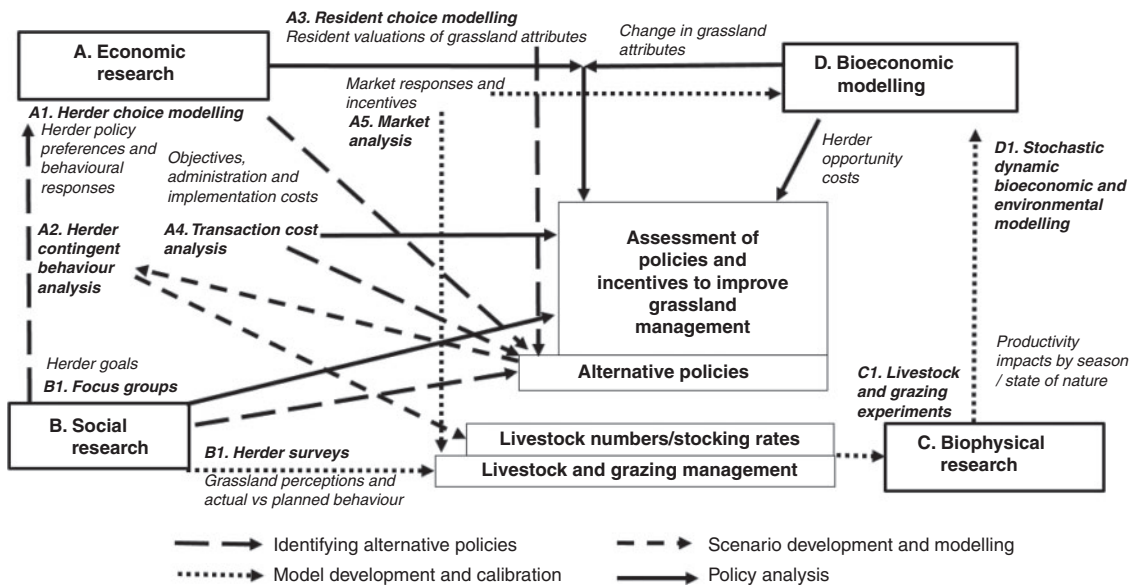 A3. Resident choice modelling
Resident valuations of grassland attributes
Change in grassland
attributes
A. Economic
research
D. Bioeconomic
modelling
Market responses and
incentives
A5. Market
analysis
A1. Herder choice modelling
Herder policy
preferences and
behavioural
responses
Objectives,
administration and
implementation costs
Herder
opportunity
costs
D1. Stochastic
dynamic
bioeconomic and
environmental
modelling
A2. Herder
contingent
behaviour
analysis
A4. Transaction cost
analysis
Assessment of
policies and
incentives to improve
grassland
management
Alternative policies
Productivity
impacts by season
/ state of nature
Herder goals
B1. Focus groups
B. Social
research
C1. Livestock
and grazing
experiments
C. Biophysical
research
B1. Herder surveys
Grassland perceptions and
actual vs planned behaviour
Livestock numbers/stocking rates
Livestock and grazing management
Identifying alternative policies
Scenario development and modelling
Model development and calibration
Policy analysis